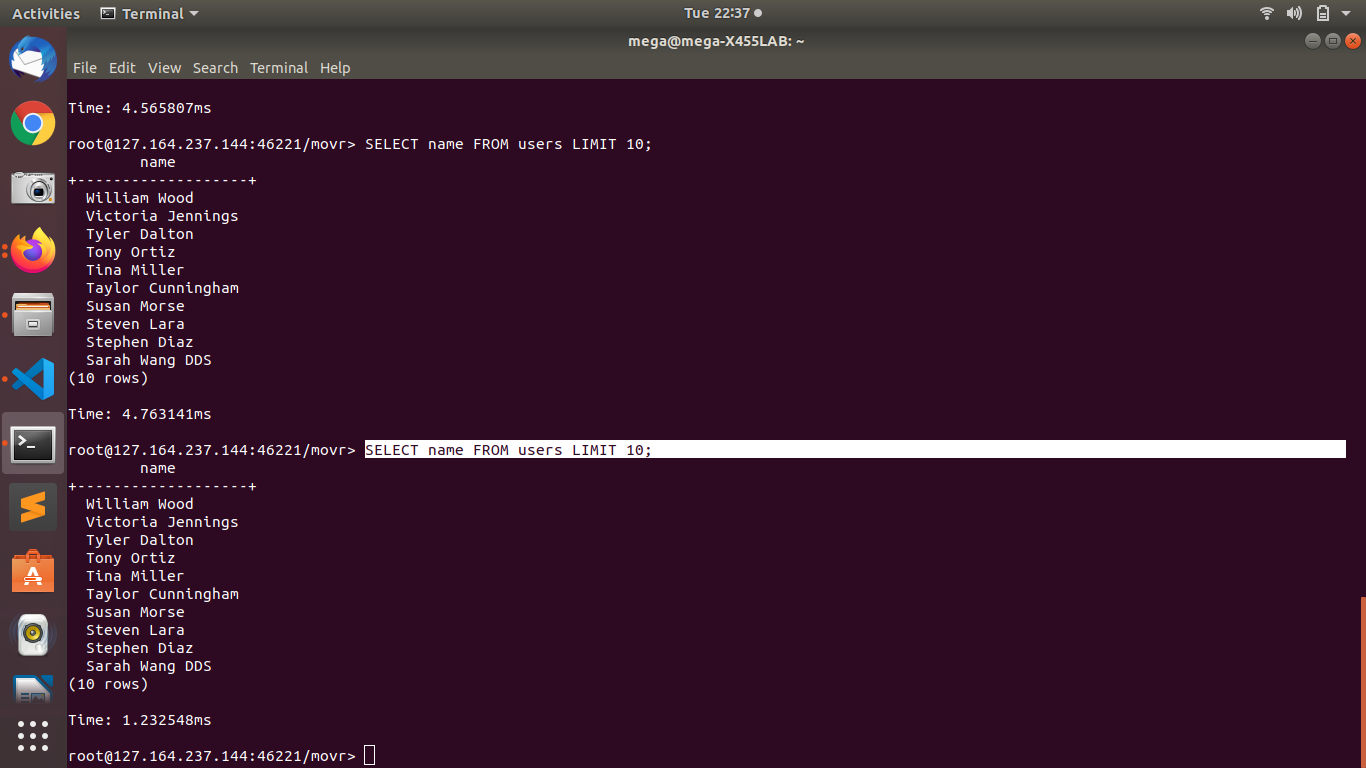 Activities Terminal Tue 22:37
mega@mega-X455LAB: ~
File Edit View Search Terminal Help
Time: 4.565807ms
root@127.164.237.144:46221/movr> SELECT name FROM users LIMIT 10;
name
+-------------------+
William Wood
Victoria Jennings
Tyler Dalton
Tony Ortiz
Tina Miller
Taylor Cunningham
Susan Morse
Steven Lara
Stephen Diaz
Sarah Wang DDS
(10 rows)
Time: 4.763141ms
root@127.164.237.144:46221/movr> SELECT name FROM users LIMIT 10;
name
+-------------------+
William Wood
Victoria Jennings
Tyler Dalton
Tony Ortiz
Tina Miller
Taylor Cunningham
Susan Morse
Steven Lara
Stephen Diaz
Sarah Wang DDS
(10 rows)
Time: 1.232548ms
root@127.164.237.144:46221/movr>